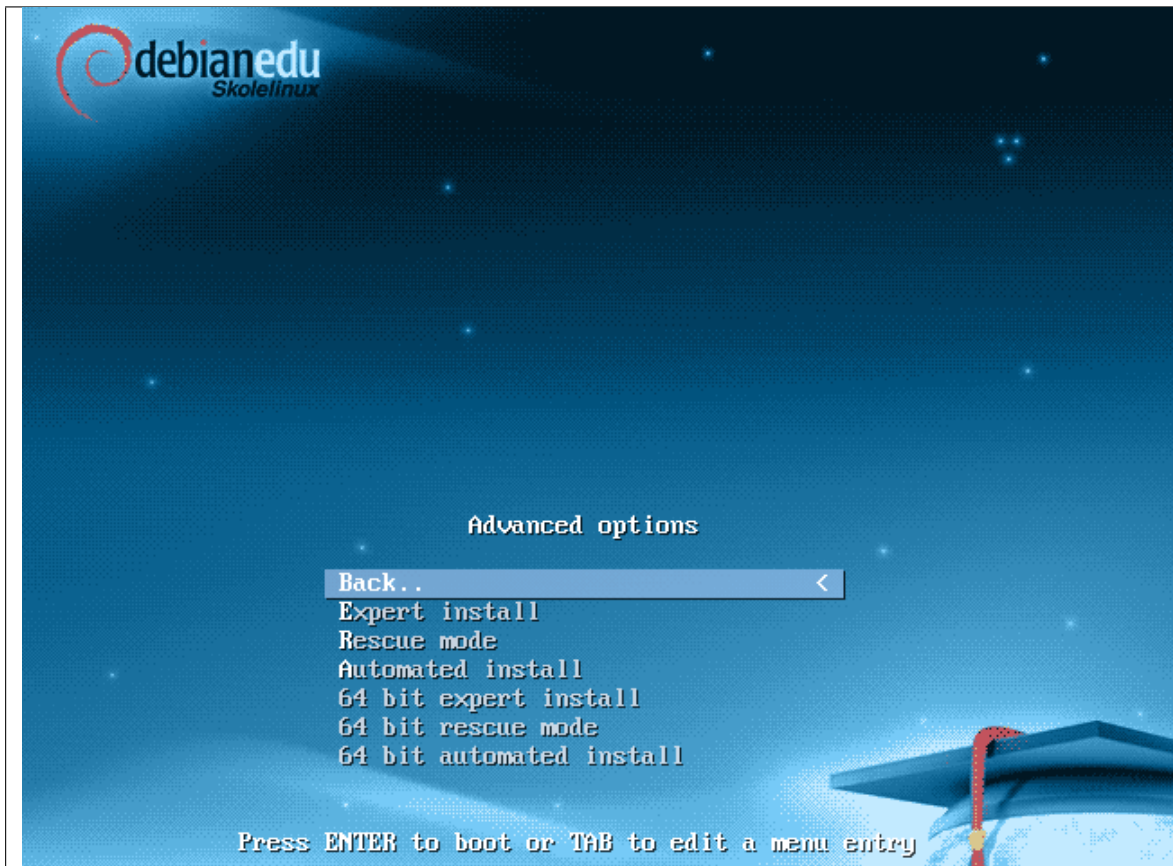 debianedu
Skolelinux
Advanced options
Back.. <
Expert install
Rescue mode
Automated install
64 bit expert install
64 bit rescue mode
64 bit automated install
Press ENTER to boot or TAB to edit a menu entry